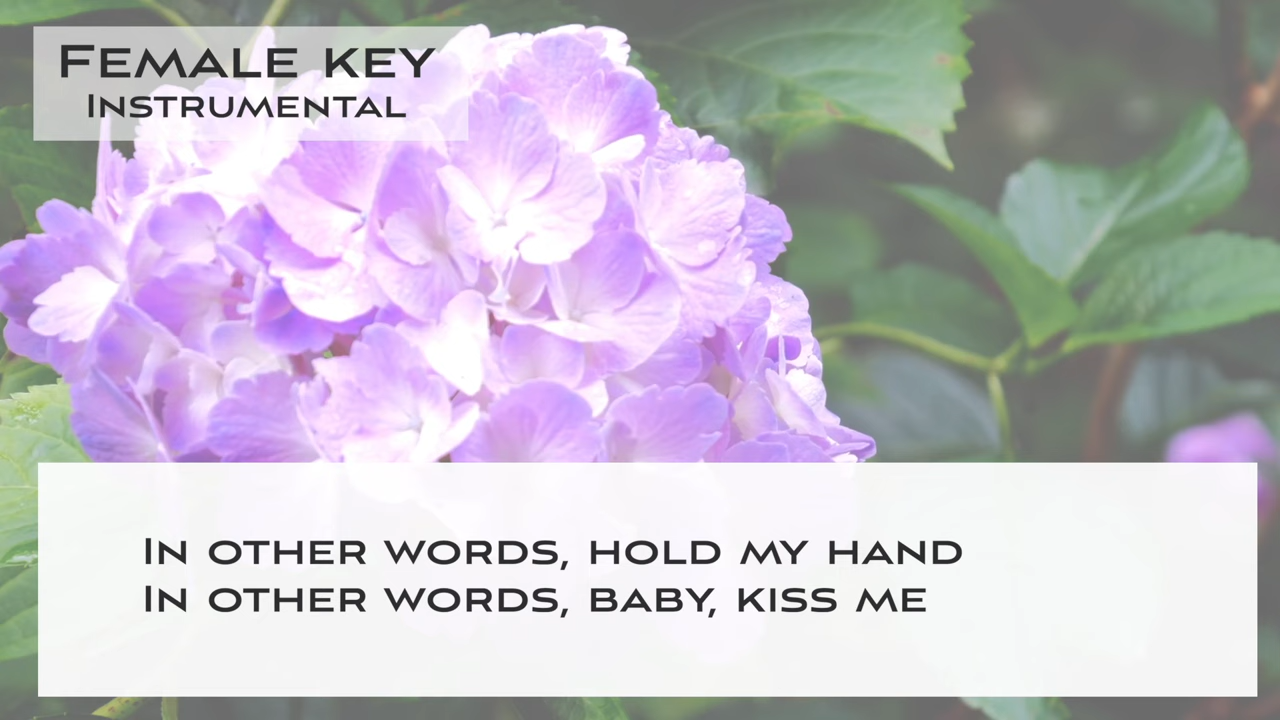 Female key
Instrumental
In other words, hold my hand
In other words, baby, kiss me